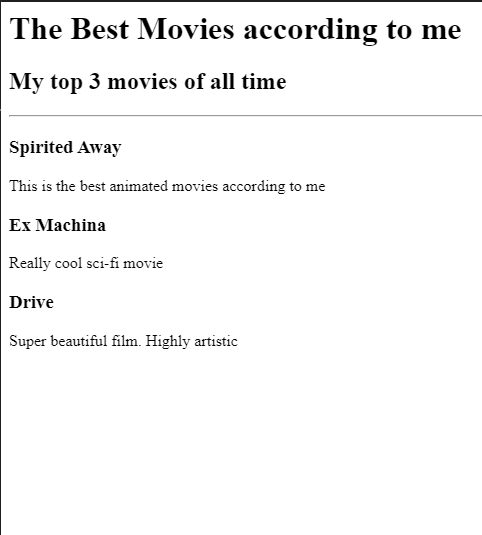 The Best Movies according to me
My top 3 movies of all time
Spirited Away
This is the best animated movies according to me
Ex Machina
Really cool sci-fi movie
Drive
Super beautiful film. Highly artistic